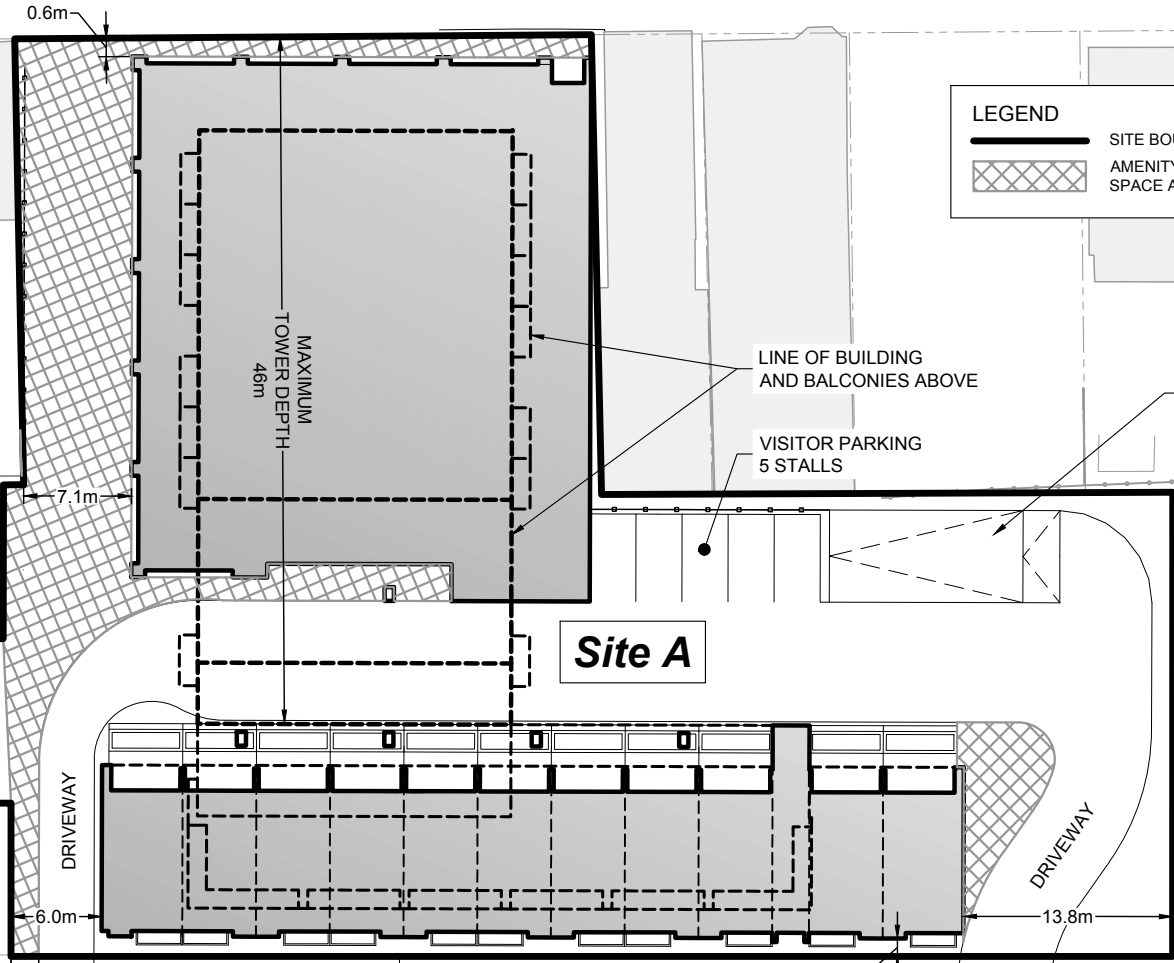 0.6m
LEGEND
SITE BOU
AMENITY
SPACE A
MAXIMUM
TOWER DEPTH
46m
LINE OF BUILDING
AND BALCONIES ABOVE
VISITOR PARKING
5 STALLS
7.1m
Site A
DRIVEWAY
DRIVEWAY
6.0m
13.8m